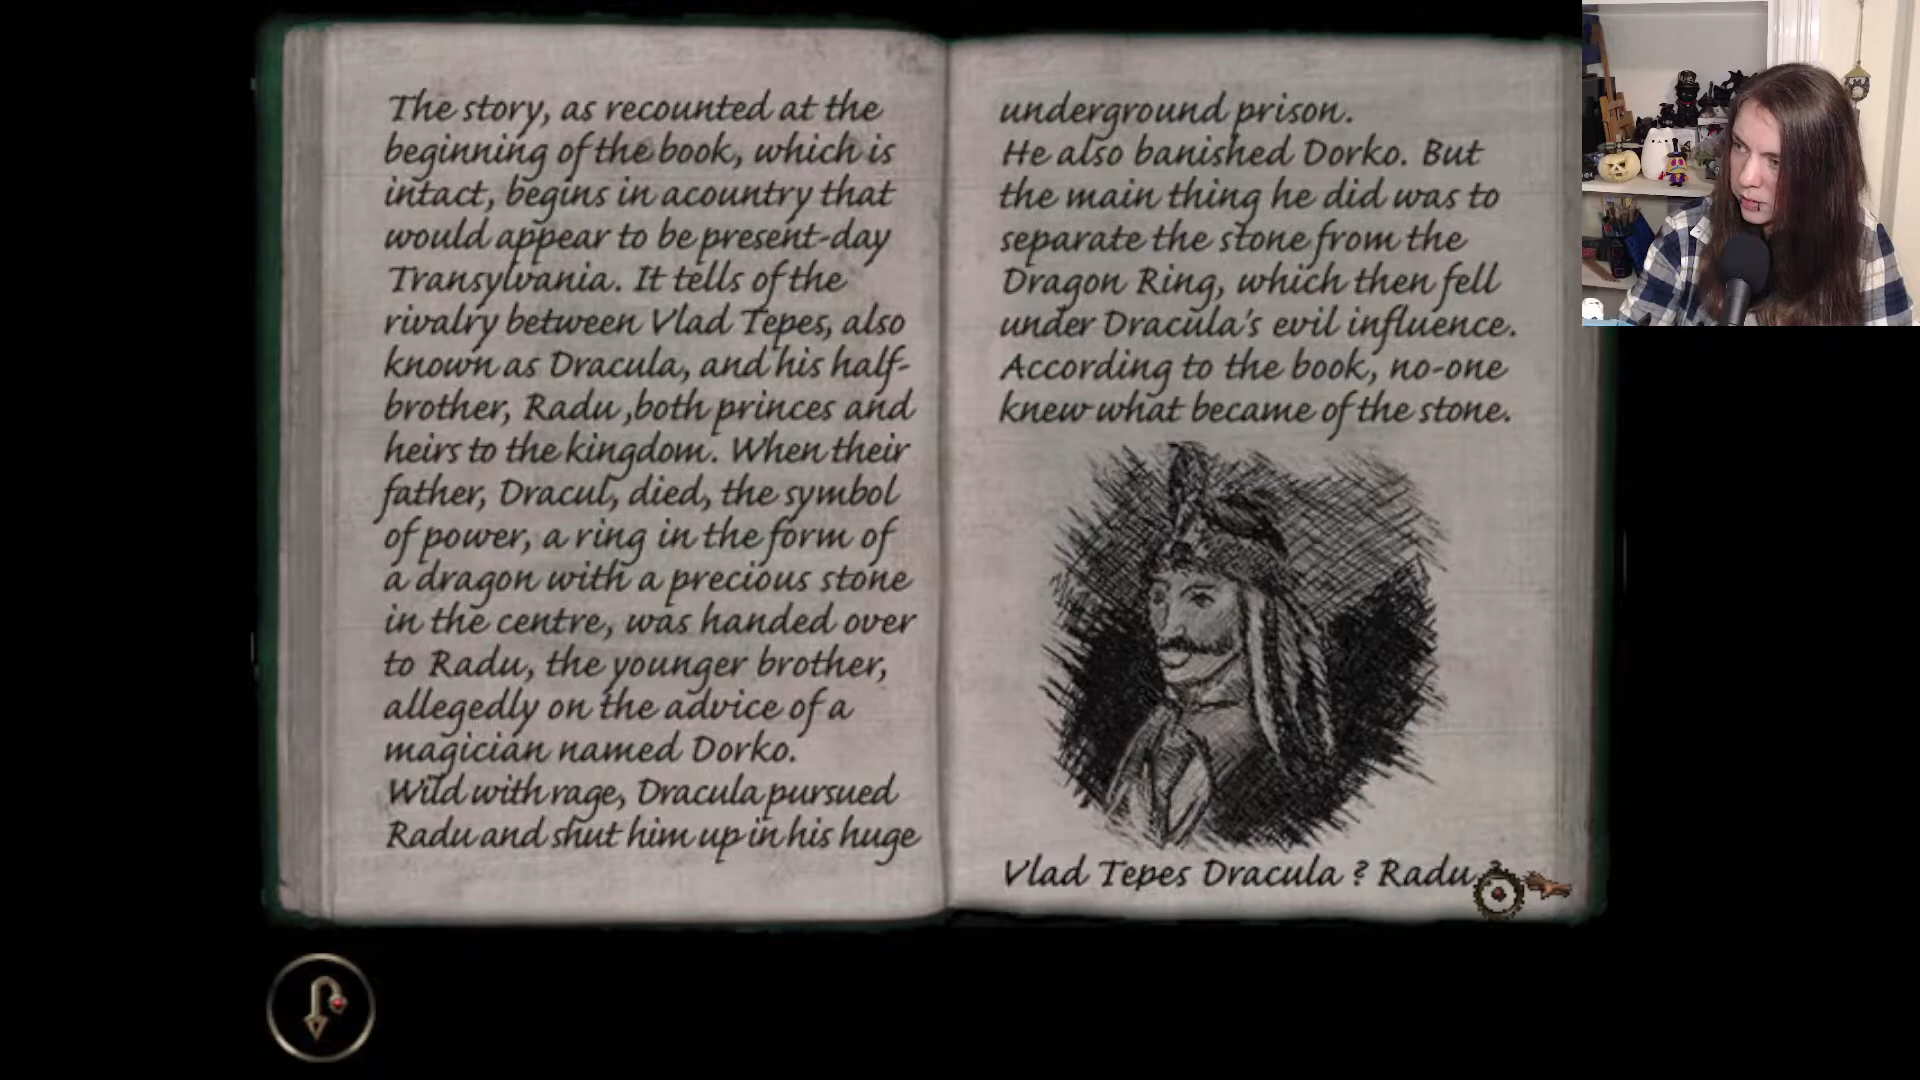 The story, as recounted at the
beginning of the book, which is
intact, begins in acountry that
would appear to be present-day
Transylvania. It tells of the
rivalry between Vlad Tepes, also
known as Dracula, and his half-
brother, Radu ,both princes and
heirs to the kingdom. When their
father, Dracul, died, the symbol
of power, a ring in the form of
a dragon with a precious stone
in the centre, was handed over
to Radu, the younger brother,
allegedly on the advice of a
magician named Dorko.
Wild with rage, Dracula pursued
Radu and shut him up in his huge
underground prison.
He also banished Dorko. But
the main thing he did was to
separate the stone from the
Dragon Ring, which then fell
under Dracula's evil influence.
According to the book, no-one
knew what became of the stone.
Vlad Tepes Dracula ? Radu ?